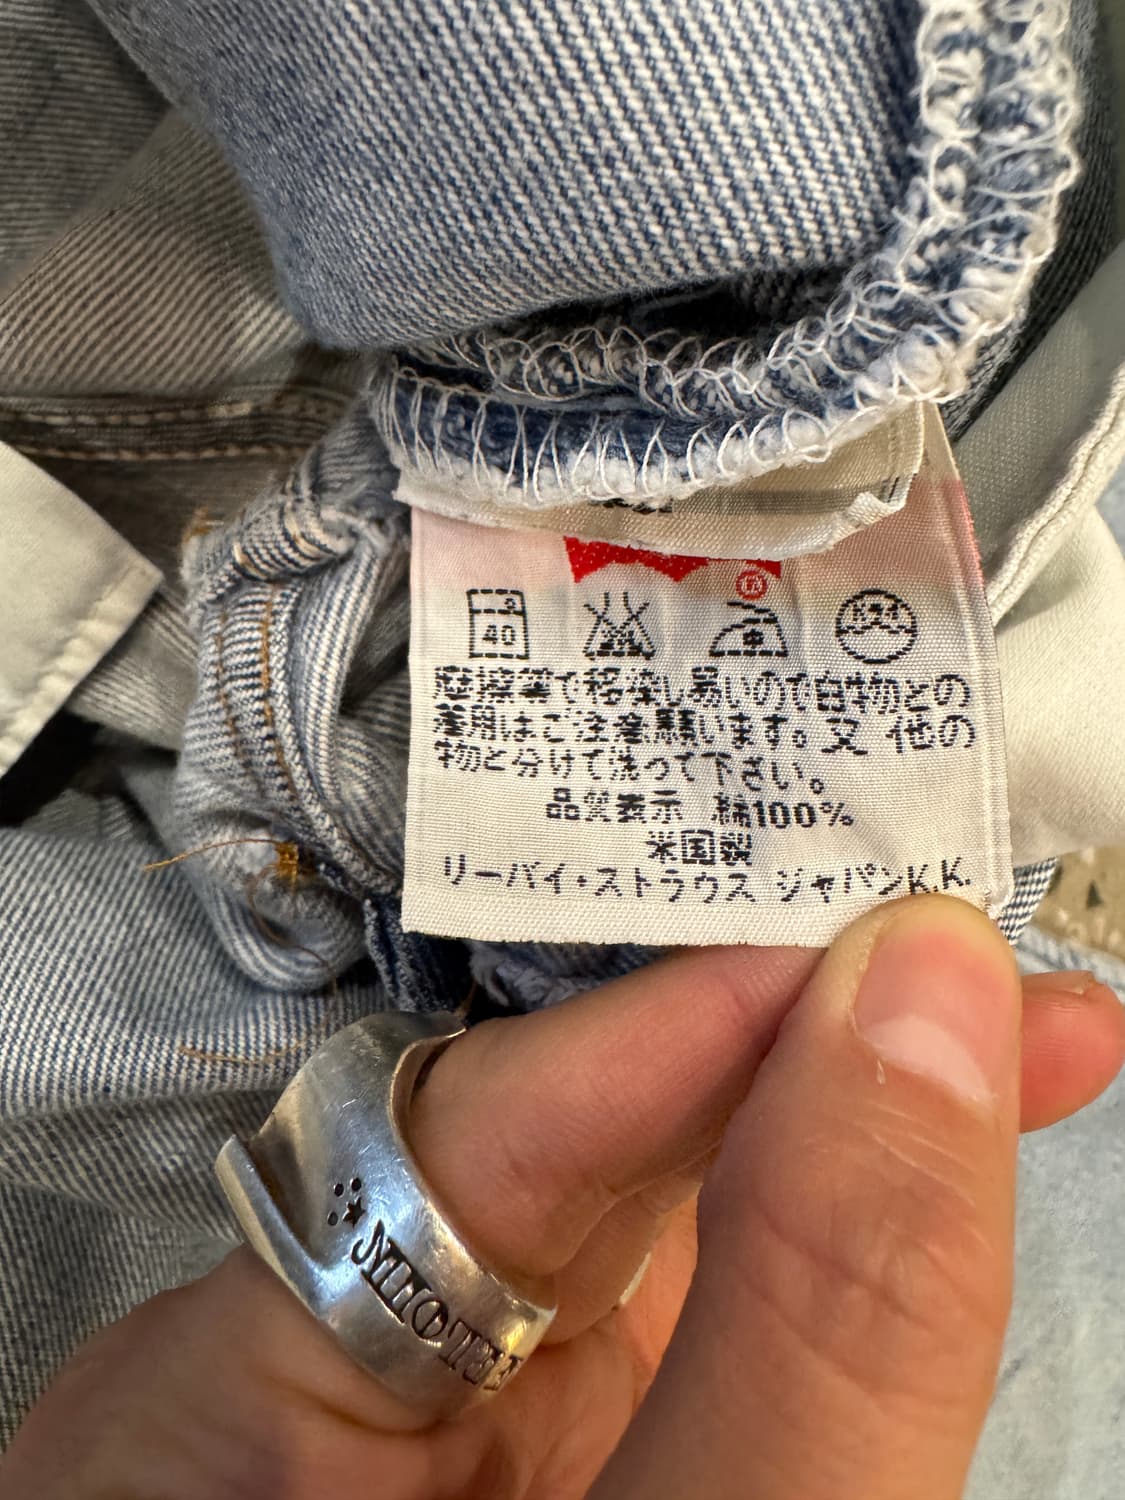 ®
40
摩擦等で移染し易いので白物との
着用はご注意願います。又 他の
物と分けて洗って下さい。
品質表示 綿100%
米国製
リーバイ・ストラウス ジャパンK.K.